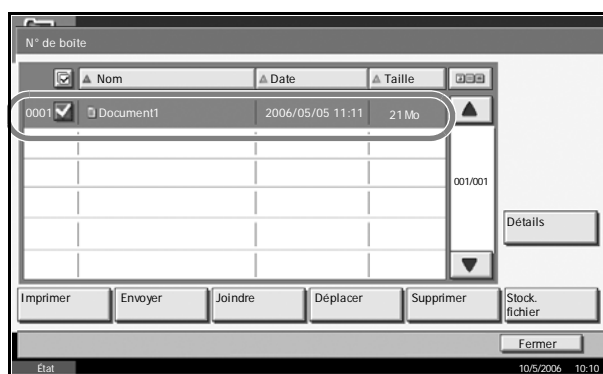 N° de boîte
Nom Date Taille
0001 Document1 2006/05/05 11:11 21 Mo
001/001
Détails
Imprimer Envoyer Joindre Déplacer Supprimer Stock. fichier
Fermer
État 10/5/2006 10:10